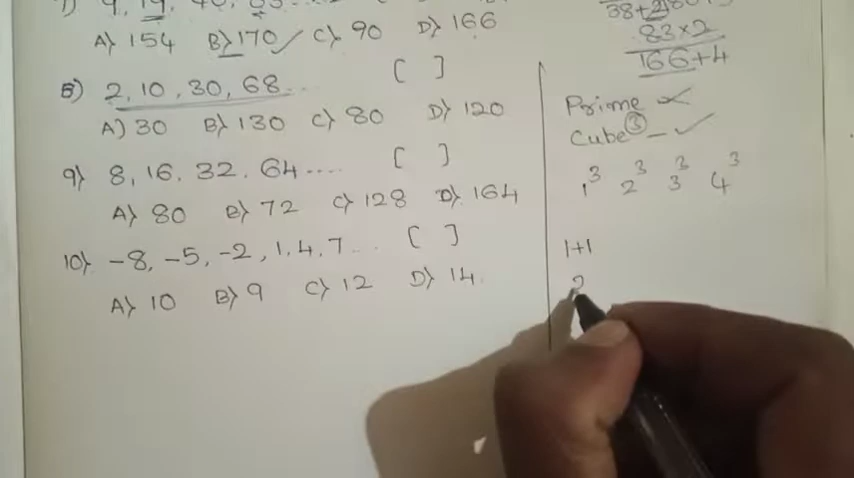 A) 154 B) 170 ✓ C) 90 D) 166
8) 2, 10, 30, 68... [ ]
A) 30 B) 130 C) 80 D) 120
9) 8, 16, 32, 64.... [ ]
A) 80 B) 72 C) 128 D) 164
10) -8, -5, -2, 1, 4, 7... [ ]
A) 10 B) 9 C) 12 D) 14.
83×2
166+4
Prime ×
Cube ③ - ✓
1³ 2³ 3³ 4³
1+1
2